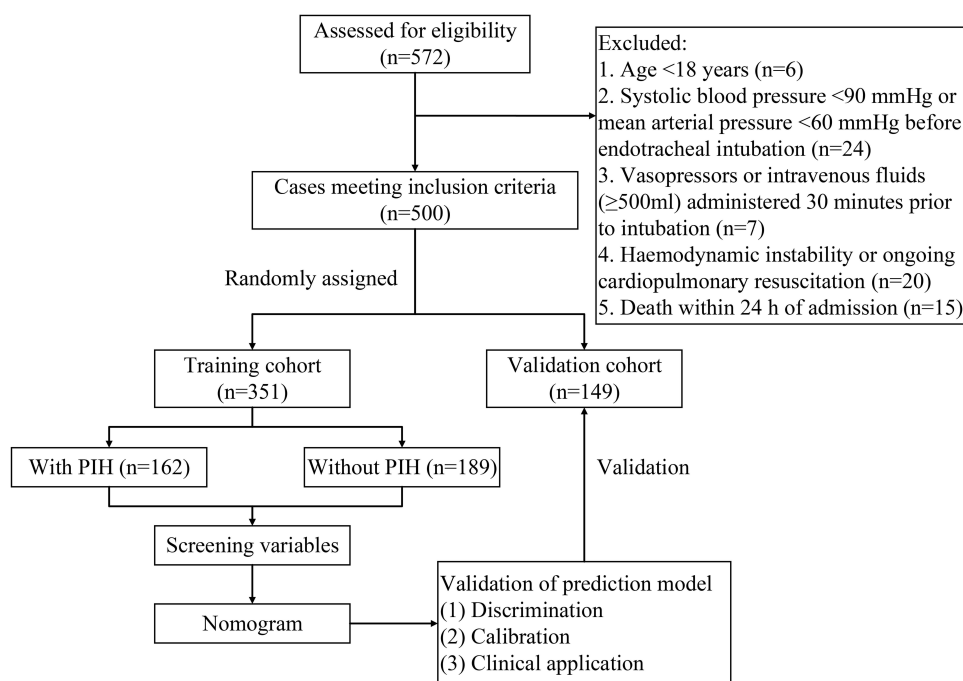 Assessed for eligibility
(n=572)
Excluded:
1. Age <18 years (n=6)
2. Systolic blood pressure <90 mmHg or
mean arterial pressure <60 mmHg before
endotracheal intubation (n=24)
3. Vasopressors or intravenous fluids
(≥500ml) administered 30 minutes prior
to intubation (n=7)
4. Haemodynamic instability or ongoing
cardiopulmonary resuscitation (n=20)
5. Death within 24 h of admission (n=15)
Cases meeting inclusion criteria
(n=500)
Randomly assigned
Training cohort
(n=351)
Validation cohort
(n=149)
With PIH (n=162)
Without PIH (n=189)
Validation
Screening variables
Nomogram
Validation of prediction model
(1) Discrimination
(2) Calibration
(3) Clinical application